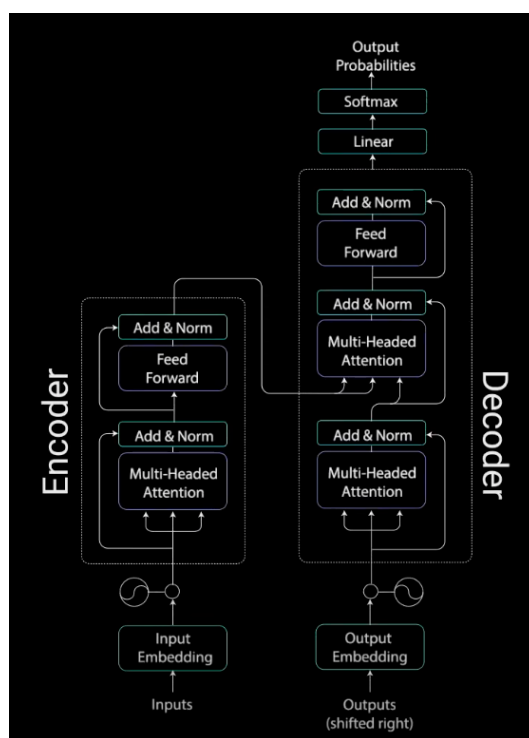 Output
Probabilities
Softmax
Linear
Add & Norm
Feed
Forward
Add & Norm
Multi-Headed
Attention
Add & Norm
Multi-Headed
Attention
Decoder
Add & Norm
Feed
Forward
Add & Norm
Multi-Headed
Attention
Encoder
Input
Embedding
Inputs
Output
Embedding
Outputs
(shifted right)